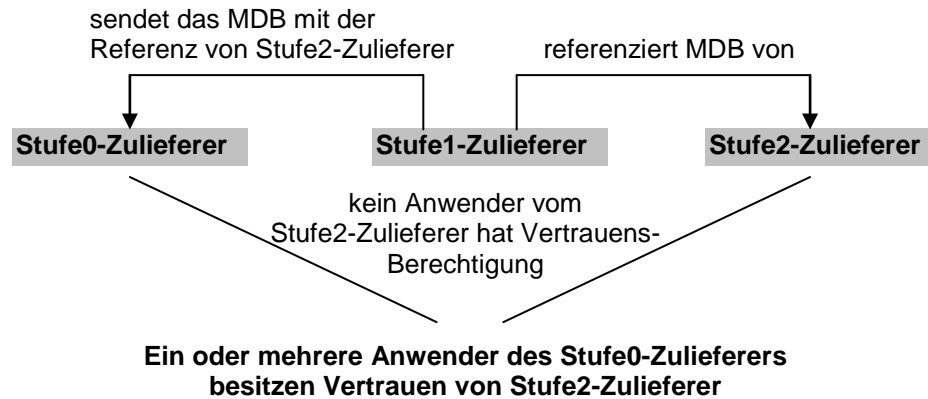 sendet das MDB mit der
Referenz von Stufe2-Zulieferer
referenziert MDB von
Stufe0-Zulieferer
Stufe1-Zulieferer
Stufe2-Zulieferer
kein Anwender vom
Stufe2-Zulieferer hat Vertrauens-
Berechtigung
Ein oder mehrere Anwender des Stufe0-Zulieferers
besitzen Vertrauen von Stufe2-Zulieferer